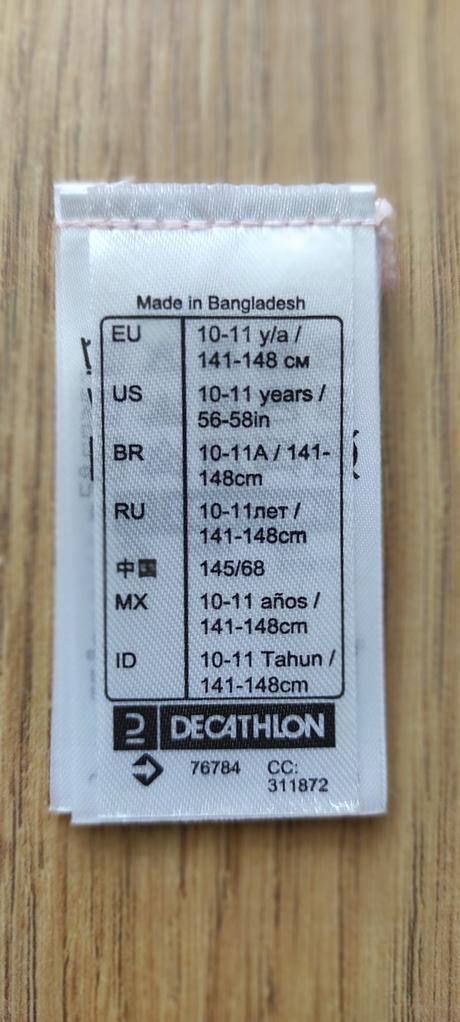 Made in Bangladesh
EU 10-11 y/a /
141-148 см
US 10-11 years /
56-58in
BR 10-11A / 141-
148cm
RU 10-11лет /
141-148cm
中国 145/68
MX 10-11 años /
141-148cm
ID 10-11 Tahun /
141-148cm
DECATHLON
76784 CC:
311872